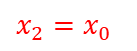 x₂ = x₀